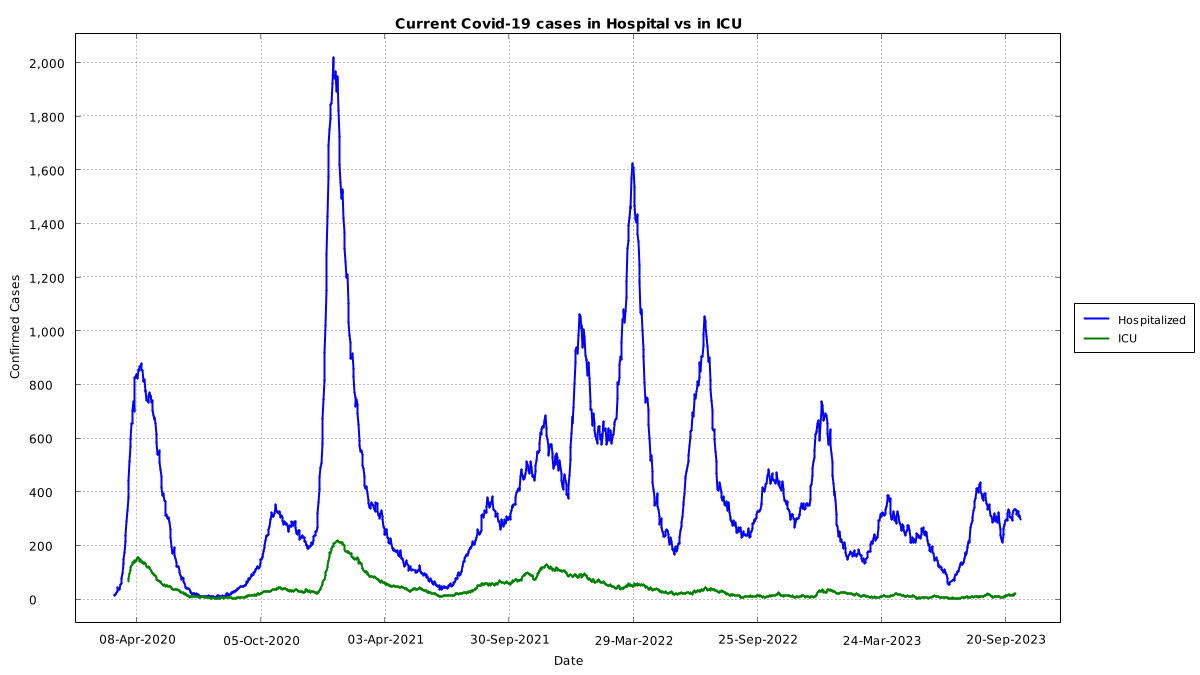 Current Covid-19 cases in Hospital vs in ICU
2,000
1,800
1,600
1,400
1,200
1,000
800
600
400
200
0
Confirmed Cases
08-Apr-2020 05-Oct-2020 03-Apr-2021 30-Sep-2021 29-Mar-2022 25-Sep-2022 24-Mar-2023 20-Sep-2023
Date
Hospitalized
ICU